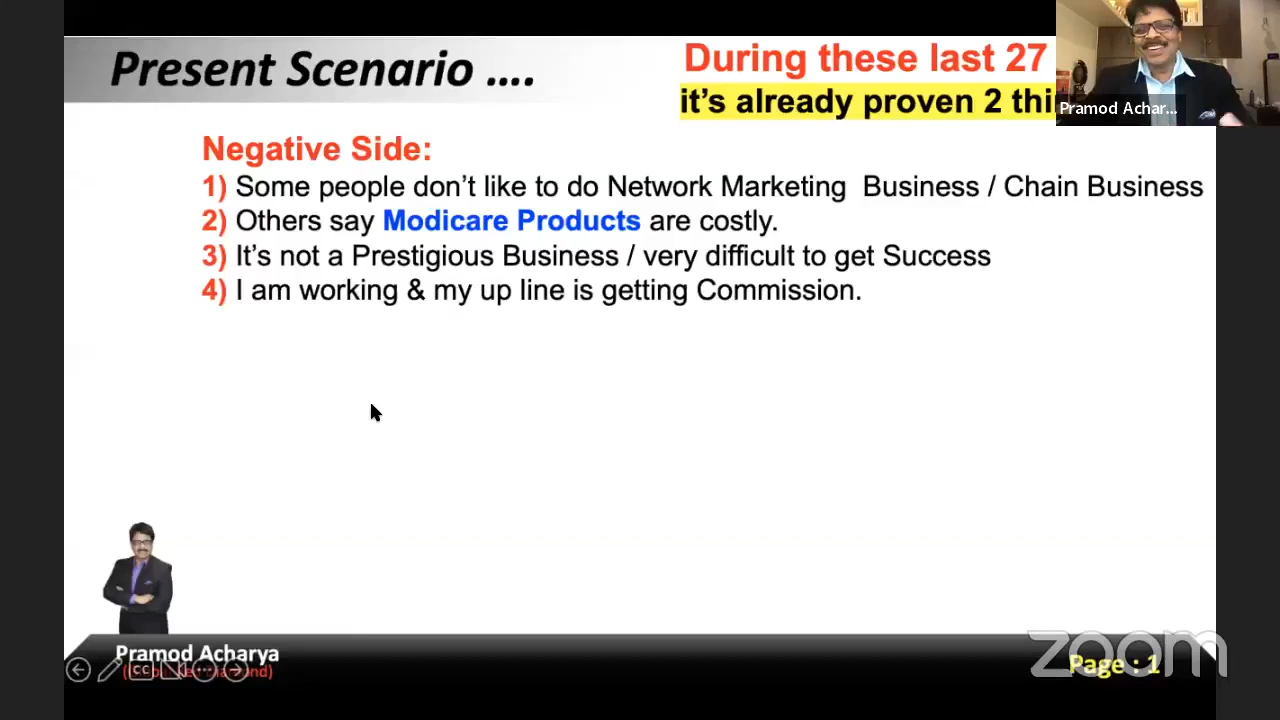 Present Scenario ....
During these last 27
it's already proven 2 thi
Pramod Achar...
Negative Side:
1) Some people don't like to do Network Marketing Business / Chain Business
2) Others say Modicare Products are costly.
3) It's not a Prestigious Business / very difficult to get Success
4) I am working & my up line is getting Commission.
Pramod Acharya
zoom
Page : 1